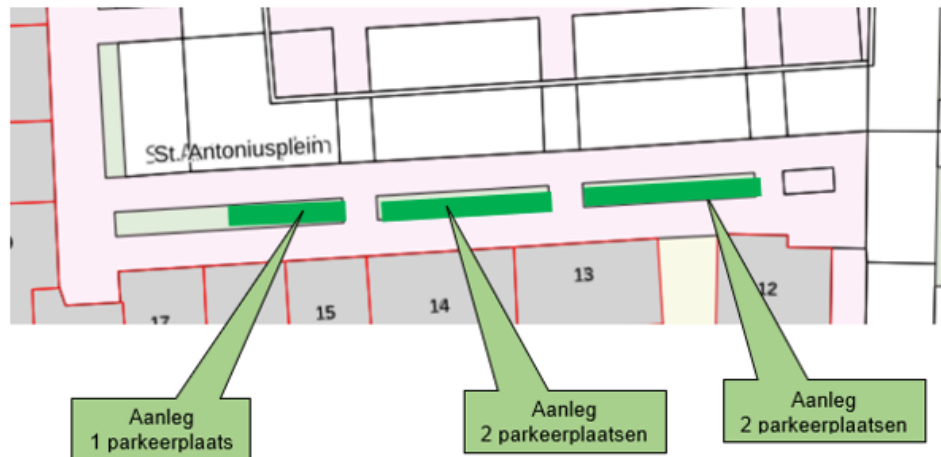 St. Antoniusplein
13
12
14
15
17
Aanleg
1 parkeerplaats
Aanleg
2 parkeerplaatsen
Aanleg
2 parkeerplaatsen